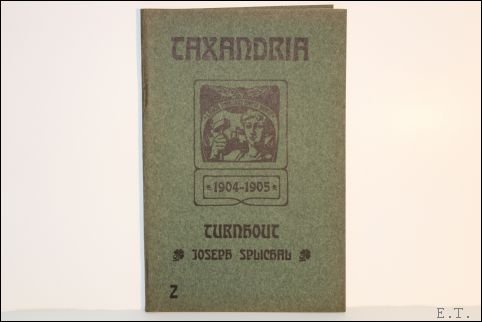 TAXANDRIA
1904-1905
TURNHOUT
JOSEPH SPLICHAL
2
E.T.